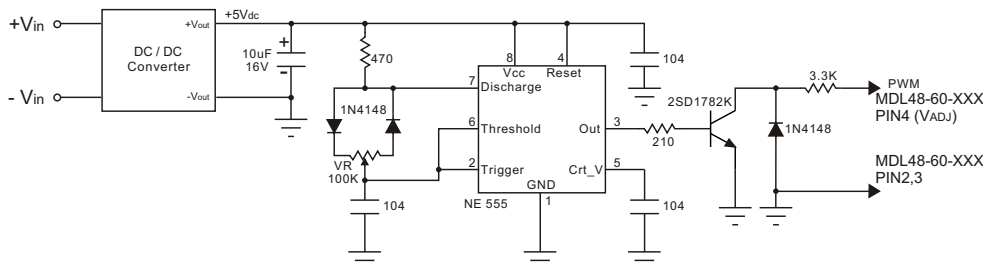 +Vin
- Vin
DC / DC
Converter
+Vout
-Vout
+5Vdc
10uF
16V
+
-
470
1N4148
VR
100K
104
8
Vcc
4
Reset
7
Discharge
6
Threshold
2
Trigger
Out
3
Crt_V
5
GND
1
NE 555
104
104
210
2SD1782K
1N4148
3.3K
PWM
MDL48-60-XXX
PIN4 (VADJ)
MDL48-60-XXX
PIN2,3